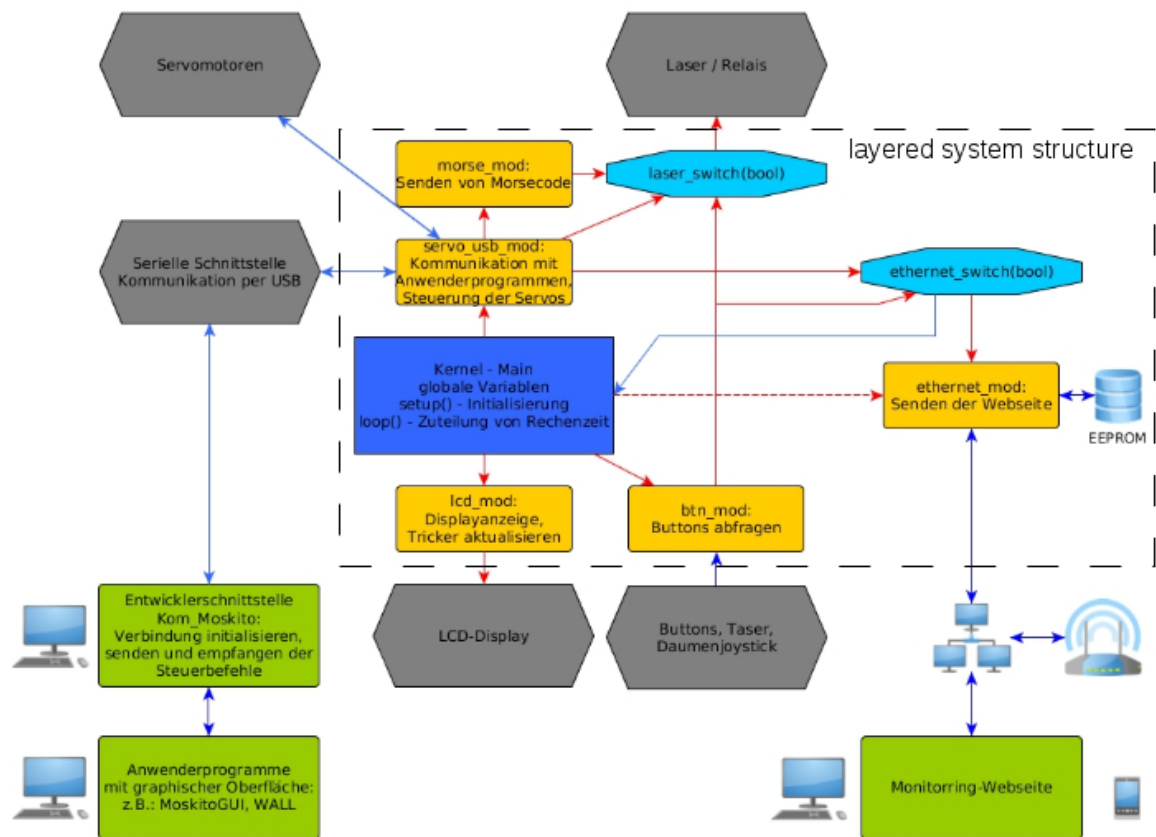 Servomotoren
Laser / Relais
layered system structure
morse_mod:
Senden von Morsecode
laser_switch(bool)
Serielle Schnittstelle
Kommunikation per USB
servo_usb_mod:
Kommunikation mit
Anwenderprogrammen,
Steuerung der Servos
ethernet_switch(bool)
Kernel - Main
globale Variablen
setup() - Initialisierung
loop() - Zuteilung von Rechenzeit
ethernet_mod:
Senden der Webseite
EEPROM
lcd_mod:
Displayanzeige,
Tricker aktualisieren
btn_mod:
Buttons abfragen
Entwicklerschnittstelle
Kom_Moskito:
Verbindung initialisieren,
senden und empfangen der
Steuerbefehle
LCD-Display
Buttons, Taser,
Daumenjoystick
Anwenderprogramme
mit graphischer Oberfläche:
z.B.: MoskitoGUI, WALL
Monitorring-Webseite